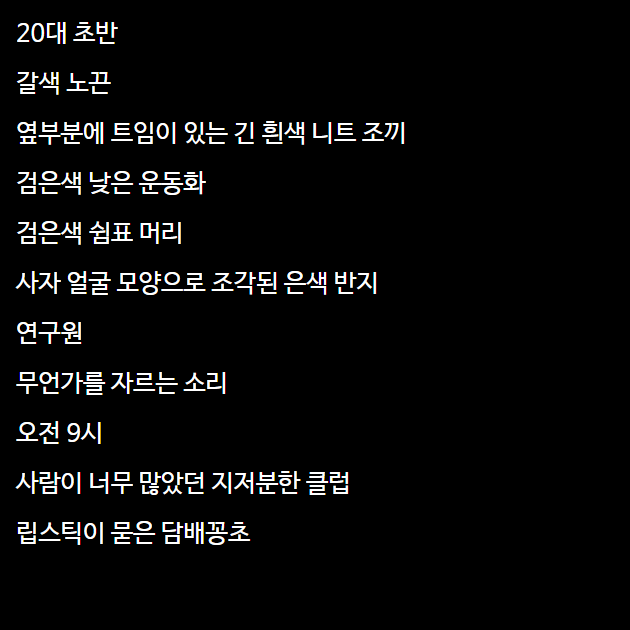 20대 초반
갈색 노끈
옆부분에 트임이 있는 긴 흰색 니트 조끼
검은색 낮은 운동화
검은색 쉼표 머리
사자 얼굴 모양으로 조각된 은색 반지
연구원
무언가를 자르는 소리
오전 9시
사람이 너무 많았던 지저분한 클럽
립스틱이 묻은 담배꽁초